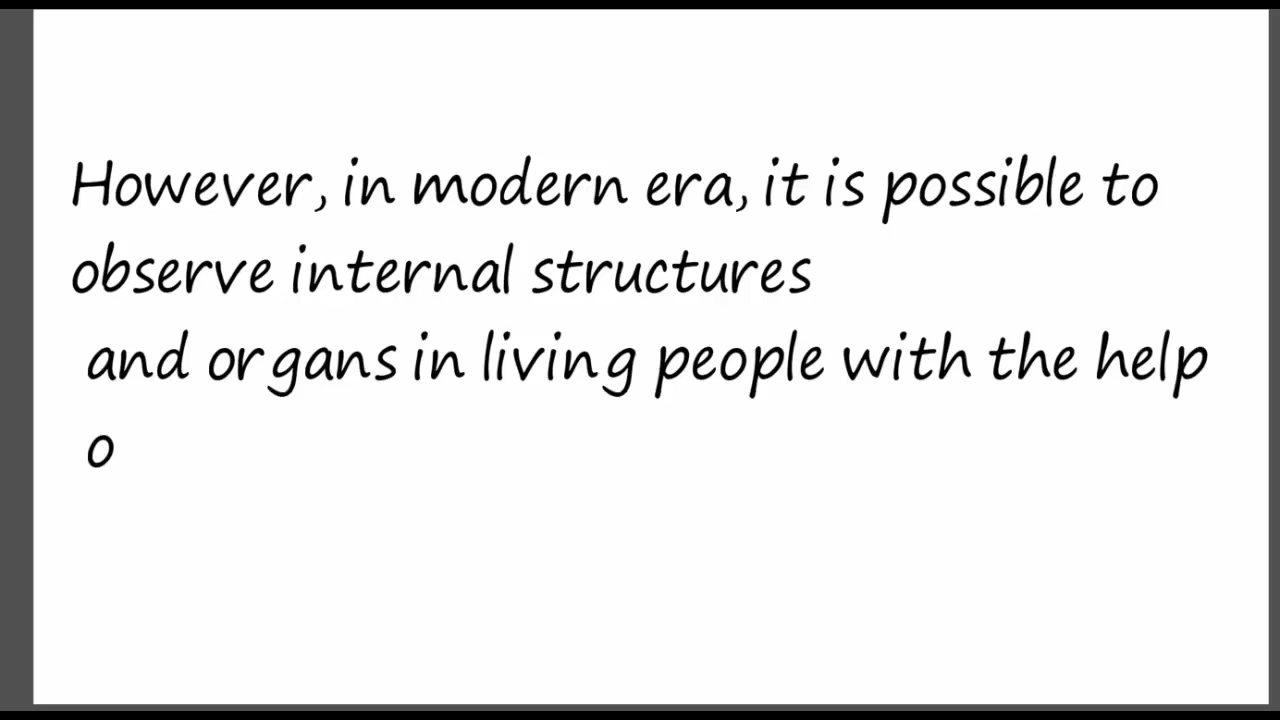 However, in modern era, it is possible to
observe internal structures
and organs in living people with the help
o